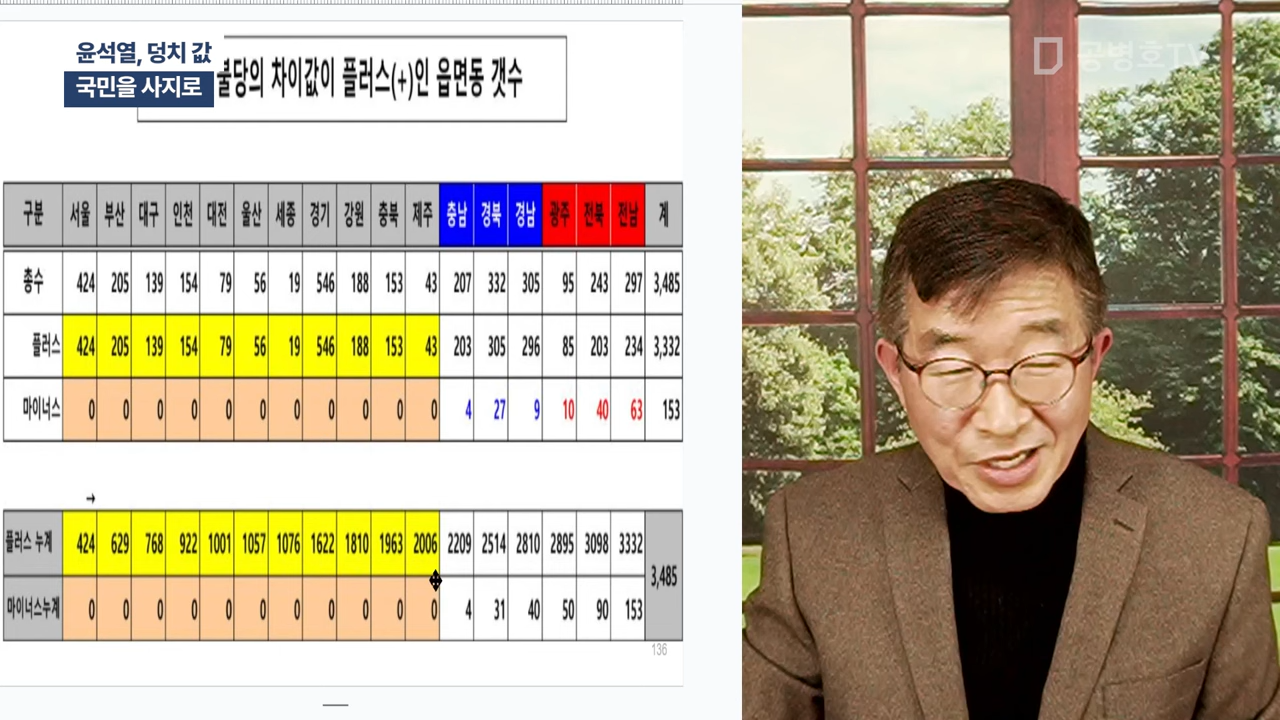 윤석열, 덩치 값
국민을 사지로
불당의 차이값이 플러스(+)인 읍면동 갯수
공병호TV
구분 서울 부산 대구 인천 대전 울산 세종 경기 강원 충북 제주 충남 경북 경남 광주 전북 전남 계
총수 424 205 139 154 79 56 19 546 188 153 43 207 332 305 95 243 297 3,485
플러스 424 205 139 154 79 56 19 546 188 153 43 203 305 296 85 203 234 3,332
마이너스 0 0 0 0 0 0 0 0 0 0 0 4 27 9 10 40 63 153
→
플러스 누계 424 629 768 922 1001 1057 1076 1622 1810 1963 2006 2209 2514 2810 2895 3098 3332 3,485
마이너스누계 0 0 0 0 0 0 0 0 0 0 0 4 31 40 50 90 153
136